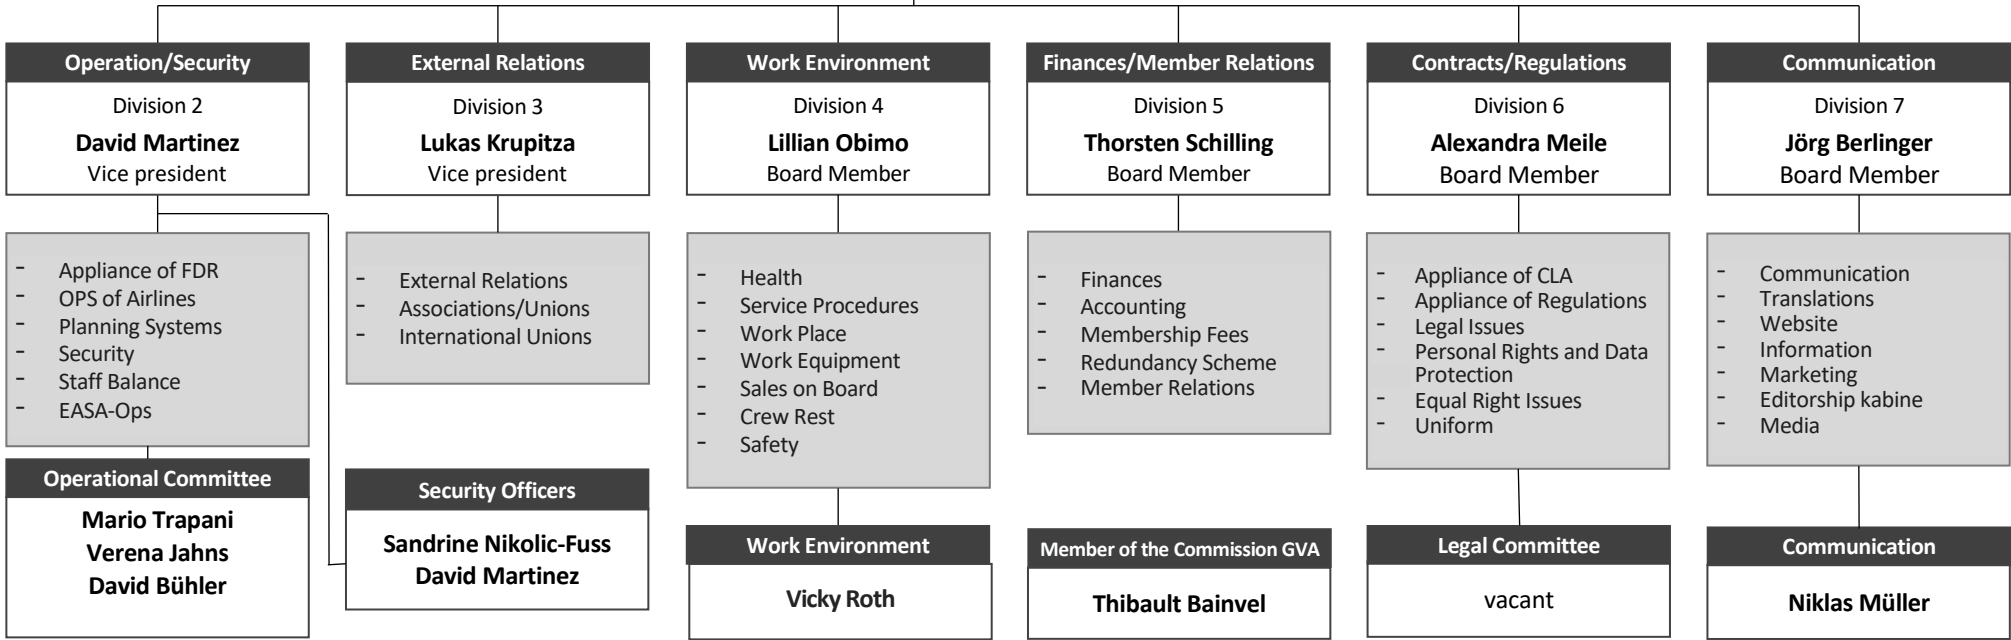 Operation/Security
Division 2
David Martinez
Vice president
- Appliance of FDR
- OPS of Airlines
- Planning Systems
- Security
- Staff Balance
- EASA-Ops
Operational Committee
Mario Trapani
Verena Jahns
David Bühler
External Relations
Division 3
Lukas Krupitza
Vice president
- External Relations
- Associations/Unions
- International Unions
Security Officers
Sandrine Nikolic-Fuss
David Martinez
Work Environment
Division 4
Lillian Obimo
Board Member
- Health
- Service Procedures
- Work Place
- Work Equipment
- Sales on Board
- Crew Rest
- Safety
Work Environment
Vicky Roth
Finances/Member Relations
Division 5
Thorsten Schilling
Board Member
- Finances
- Accounting
- Membership Fees
- Redundancy Scheme
- Member Relations
Member of the Commission GVA
Thibault Bainvel
Contracts/Regulations
Division 6
Alexandra Meile
Board Member
- Appliance of CLA
- Appliance of Regulations
- Legal Issues
- Personal Rights and Data
Protection
- Equal Right Issues
- Uniform
Legal Committee
vacant
Communication
Division 7
Jörg Berlinger
Board Member
- Communication
- Translations
- Website
- Information
- Marketing
- Editorship kabine
- Media
Communication
Niklas Müller